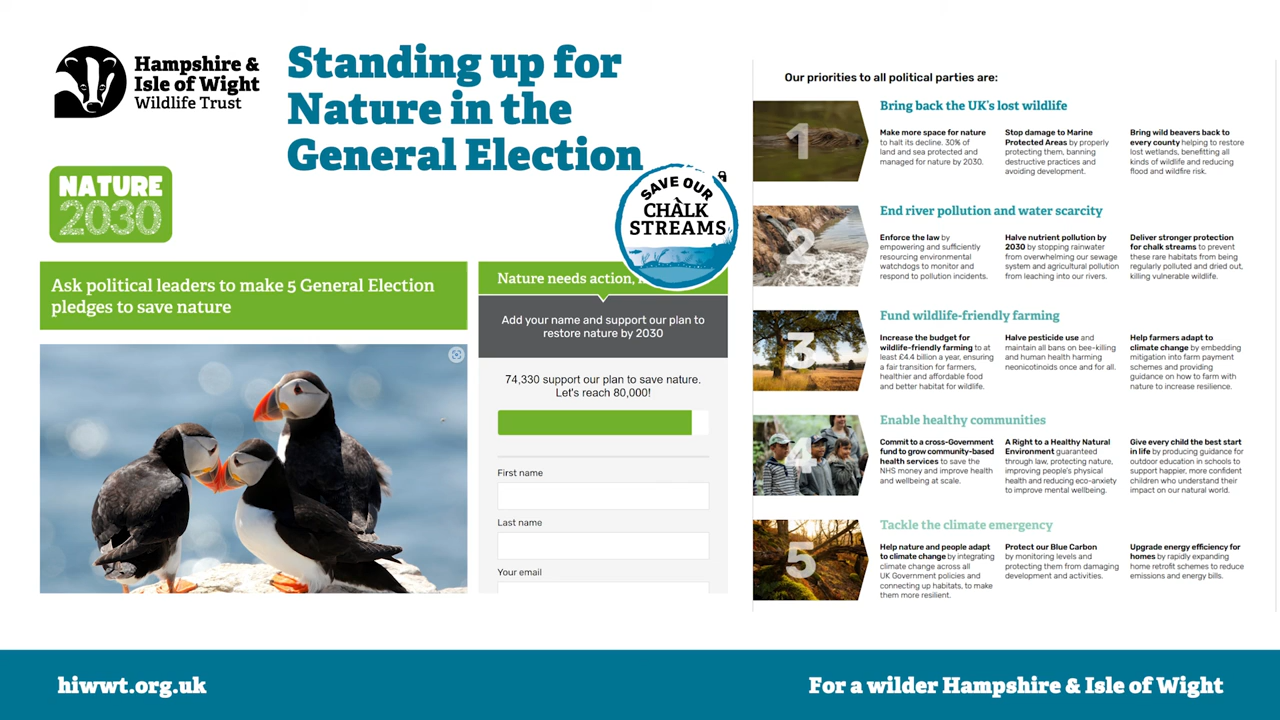 Hampshire &
Isle of Wight
Wildlife Trust
Standing up for
Nature in the
General Election
NATURE
2030
SAVE OUR
CHALK
STREAMS
Ask political leaders to make 5 General Election
pledges to save nature
Nature needs action,
Add your name and support our plan to
restore nature by 2030
74,330 support our plan to save nature.
Let's reach 80,000!
First name
Last name
Your email
Our priorities to all political parties are:
1
Bring back the UK's lost wildlife
Make more space for nature
to halt its decline. 30% of
land and sea protected and
managed for nature by 2030.
Stop damage to Marine
Protected Areas by properly
protecting them, banning
destructive practices and
avoiding development.
Bring wild beavers back to
every county helping to restore
lost wetlands, benefitting all
kinds of wildlife and reducing
flood and wildfire risk.
2
End river pollution and water scarcity
Enforce the law by
empowering and sufficiently
resourcing environmental
watchdogs to monitor and
respond to pollution incidents.
Halve nutrient pollution by
2030 by stopping rainwater
from overwhelming our sewage
system and agricultural pollution
from leaching into our rivers.
Deliver stronger protection
for chalk streams to prevent
these rare habitats from being
regularly polluted and dried out,
killing vulnerable wildlife.
3
Fund wildlife-friendly farming
Increase the budget for
wildlife-friendly farming to at
least £4.4 billion a year, ensuring
a fair transition for farmers,
healthier and affordable food
and better habitat for wildlife.
Halve pesticide use and
maintain all bans on bee-killing
and human health harming
neonicotinoids once and for all.
Help farmers adapt to
climate change by embedding
mitigation into farm payment
schemes and providing
guidance on how to farm with
nature to increase resilience.
4
Enable healthy communities
Commit to a cross-Government
fund to grow community-based
health services to save the
NHS money and improve health
and wellbeing at scale.
A Right to a Healthy Natural
Environment guaranteed
through law, protecting nature,
improving people's physical
health and reducing eco-anxiety
to improve mental wellbeing.
Give every child the best start
in life by producing guidance for
outdoor education in schools to
support happier, more confident
children who understand their
impact on our natural world.
5
Tackle the climate emergency
Help nature and people adapt
to climate change by integrating
climate change across all
UK Government policies and
connecting up habitats, to make
them more resilient.
Protect our Blue Carbon
by monitoring levels and
protecting them from damaging
development and activities.
Upgrade energy efficiency for
homes by rapidly expanding
home retrofit schemes to reduce
emissions and energy bills.
hiwwt.org.uk
For a wilder Hampshire & Isle of Wight